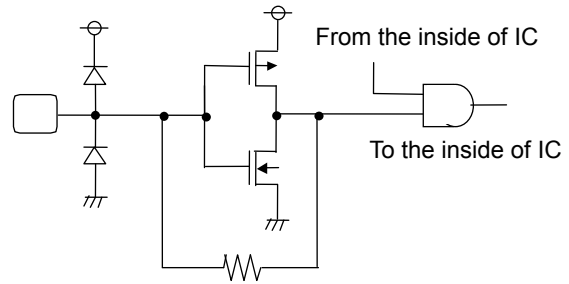 From the inside of IC
To the inside of IC